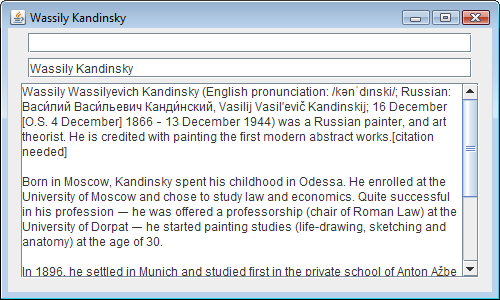 Wassily Kandinsky
Wassily Kandinsky
Wassily Wassilyevich Kandinsky (English pronunciation: /kənˈdɪnski/; Russian:
Васи́лий Васи́льевич Канди́нский, Vasilij Vasil'evič Kandinskij; 16 December
[O.S. 4 December] 1866 – 13 December 1944) was a Russian painter, and art
theorist. He is credited with painting the first modern abstract works.[citation
needed]
Born in Moscow, Kandinsky spent his childhood in Odessa. He enrolled at the
University of Moscow and chose to study law and economics. Quite successful
in his profession — he was offered a professorship (chair of Roman Law) at the
University of Dorpat — he started painting studies (life-drawing, sketching and
anatomy) at the age of 30.
In 1896, he settled in Munich and studied first in the private school of Anton Ažbe